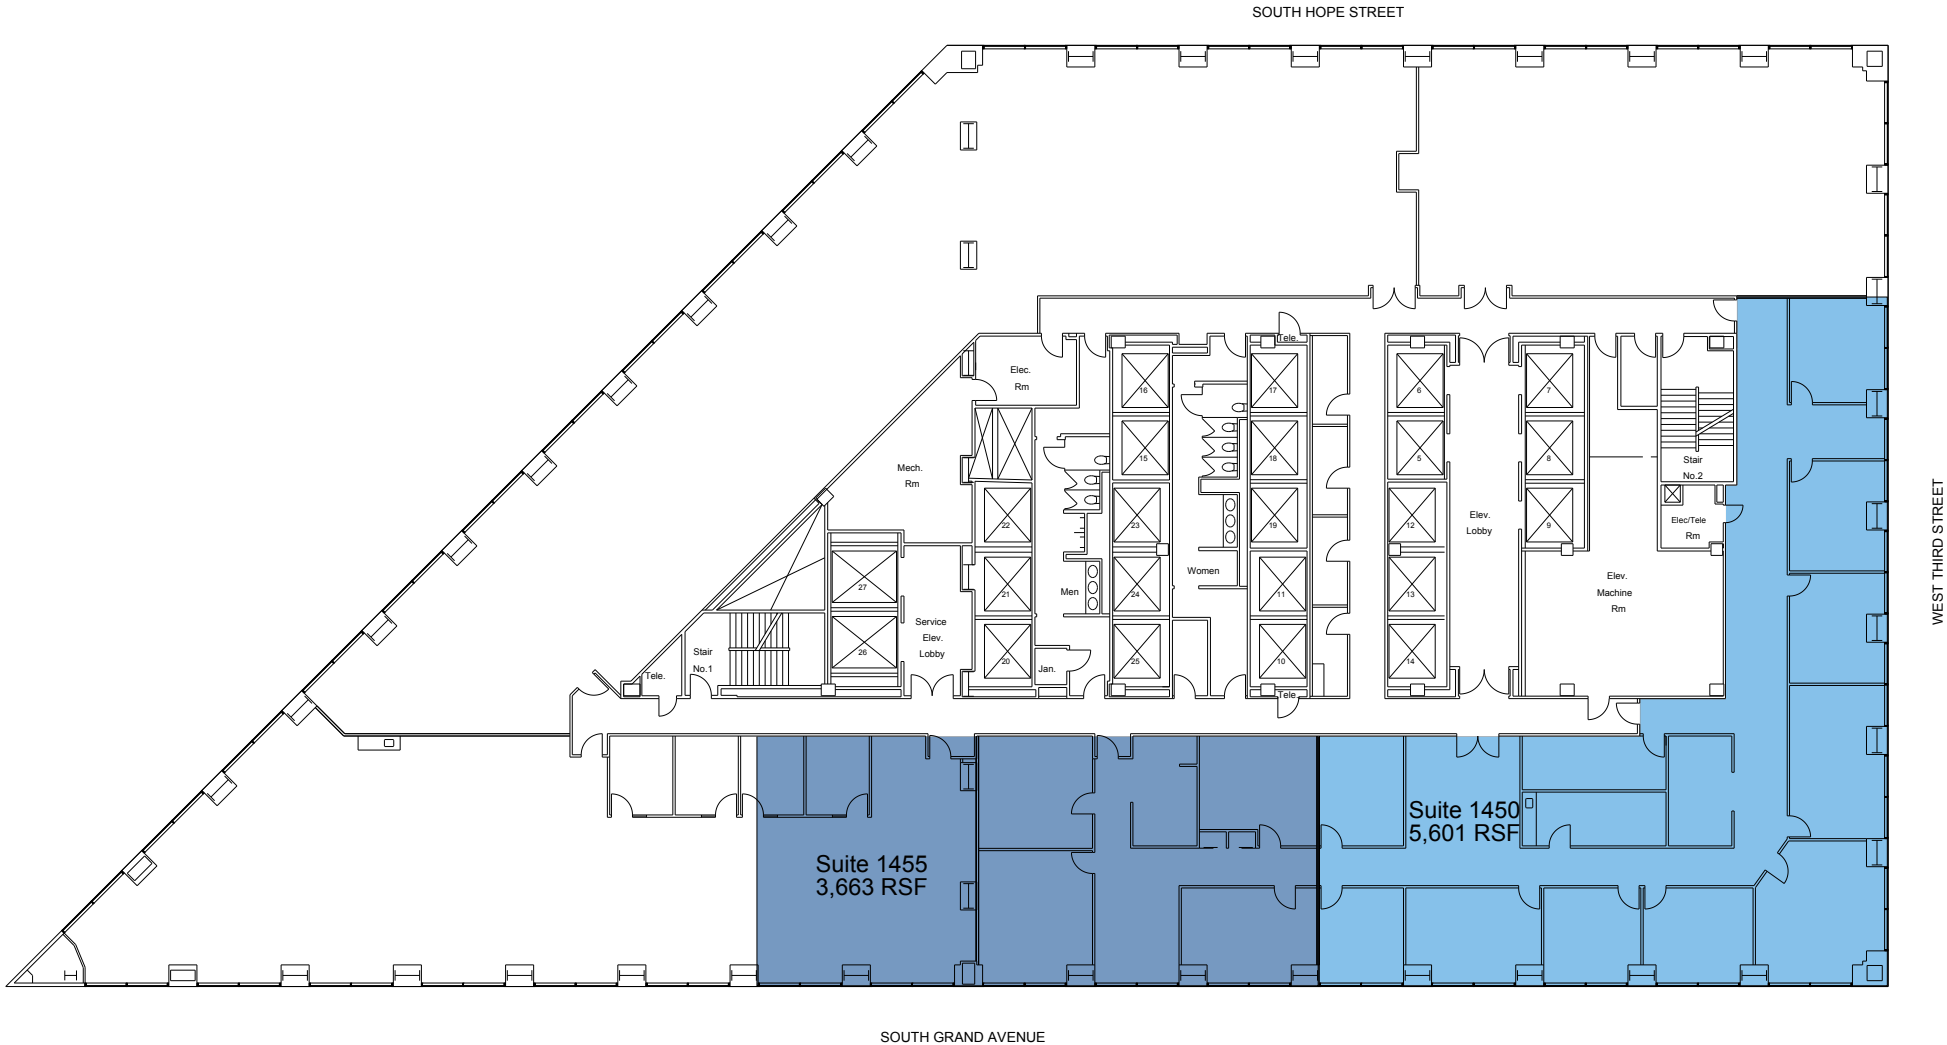 SOUTH HOPE STREET
Tele.
Elec.
Rm
16
17
6
7
Mech.
Rm
15
18
5
8
Stair
No.2
22
23
19
12
Elev.
Lobby
9
Elec/Tele
Rm
WEST THIRD STREET
27
21
Men
24
Women
11
13
Elev.
Machine
Rm
Service
Elev.
Lobby
26
Stair
No.1
Tele.
20
Jan.
25
10
14
Tele.
Suite 1450
5,601 RSF
Suite 1455
3,663 RSF
SOUTH GRAND AVENUE